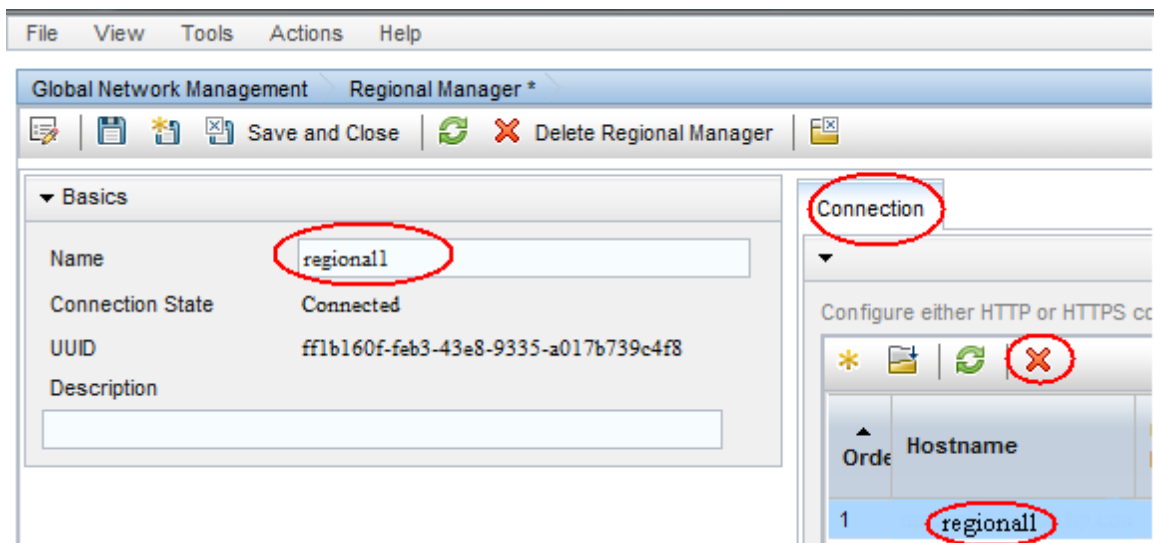 File View Tools Actions Help
Global Network Management Regional Manager *
Save and Close Delete Regional Manager
Basics
Name regional1
Connection State Connected
UUID ff1b160f-feb3-43e8-9335-a017b739c4f8
Description
Connection
Configure either HTTP or HTTPS
Orde Hostname
1 regional1